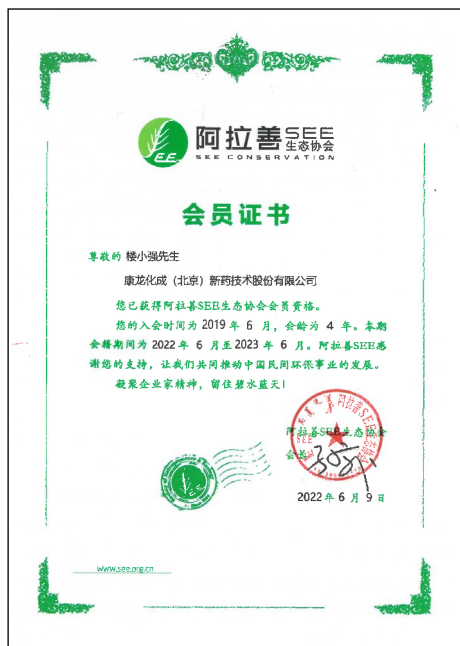 SEE
阿拉善SEE
生态协会
SEE CONSERVATION
会员证书
尊敬的 楼小强先生
康龙化成（北京）新药技术股份有限公司
您已获得阿拉善SEE生态协会会员资格。
您的入会时间为 2019 年 6 月，会龄为 4 年。本期
会籍期间为 2022 年 6 月至 2023 年 6 月。阿拉善SEE感
谢您的支持，让我们共同推动中国民间环保事业的发展。
凝聚企业家精神，留住碧水蓝天！
阿拉善SEE生态协会
会长
2022 年 6 月 9 日
www.see.org.cn